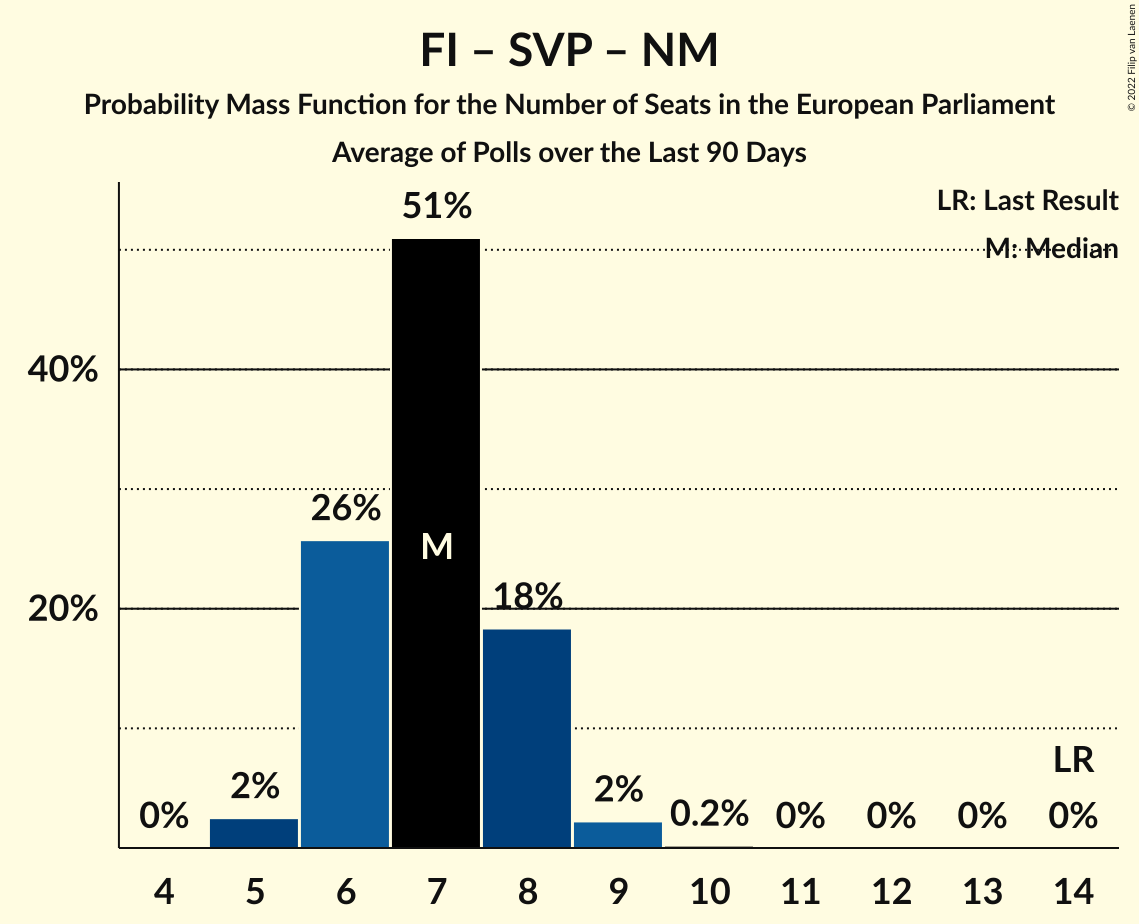 FI – SVP – NM
Probability Mass Function for the Number of Seats in the European Parliament
Average of Polls over the Last 90 Days
© 2022 Filip van Laenen
LR: Last Result
M: Median
51%
40%
26%
M
20%
18%
LR
0%
2%
2%
0.2%
0%
0%
0%
0%
4 5 6 7 8 9 10 11 12 13 14